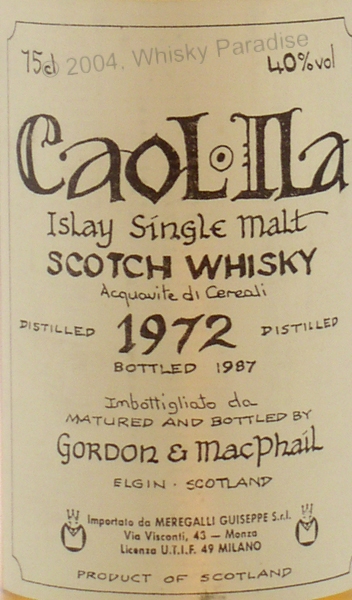 © 2004. Whisky Paradise
75cl 40%vol
Caol·Ila
Islay Single Malt
SCOTCH WHISKY
Acquavite di Cereali
DISTILLED 1972 DISTILLED
BOTTLED 1987
Imbottigliato da
MATURED AND BOTTLED BY
GORDON & MACPHAIL
ELGIN · SCOTLAND
Importato da MEREGALLI GUISEPPE S.r.l.
Via Visconti, 43 – Monza
Licenza U.T.I.F. 49 MILANO
PRODUCT OF SCOTLAND